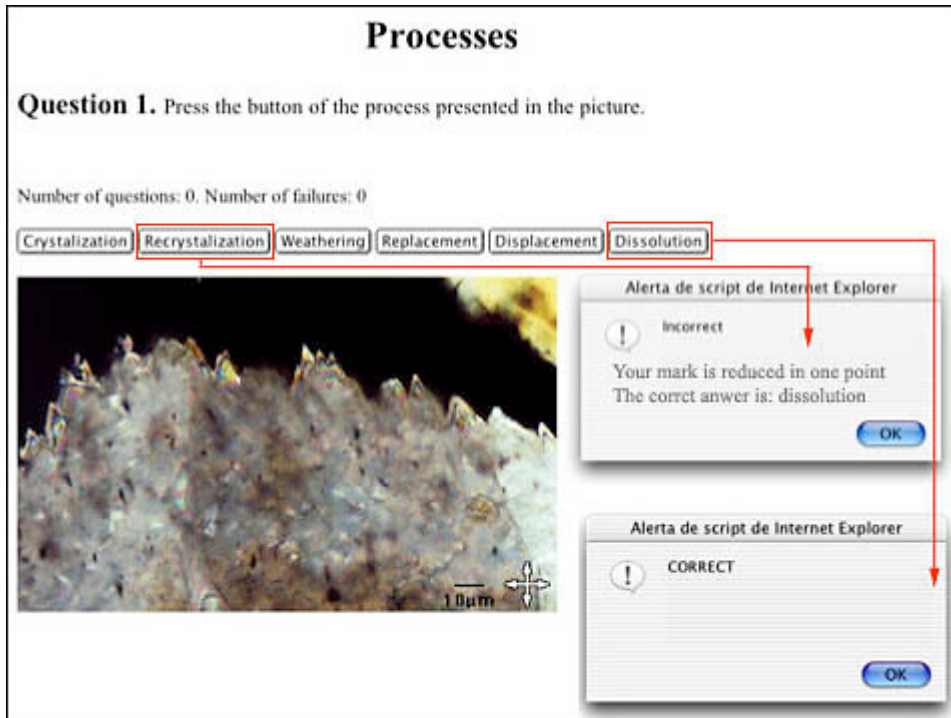 Processes
Question 1. Press the button of the process presented in the picture.
Number of questions: 0. Number of failures: 0
Crystalization Recrystalization Weathering Replacement Displacement Dissolution
Alerta de script de Internet Explorer
Incorrect
Your mark is reduced in one point
The corrct anwer is: dissolution
OK
10µm
Alerta de script de Internet Explorer
CORRECT
OK